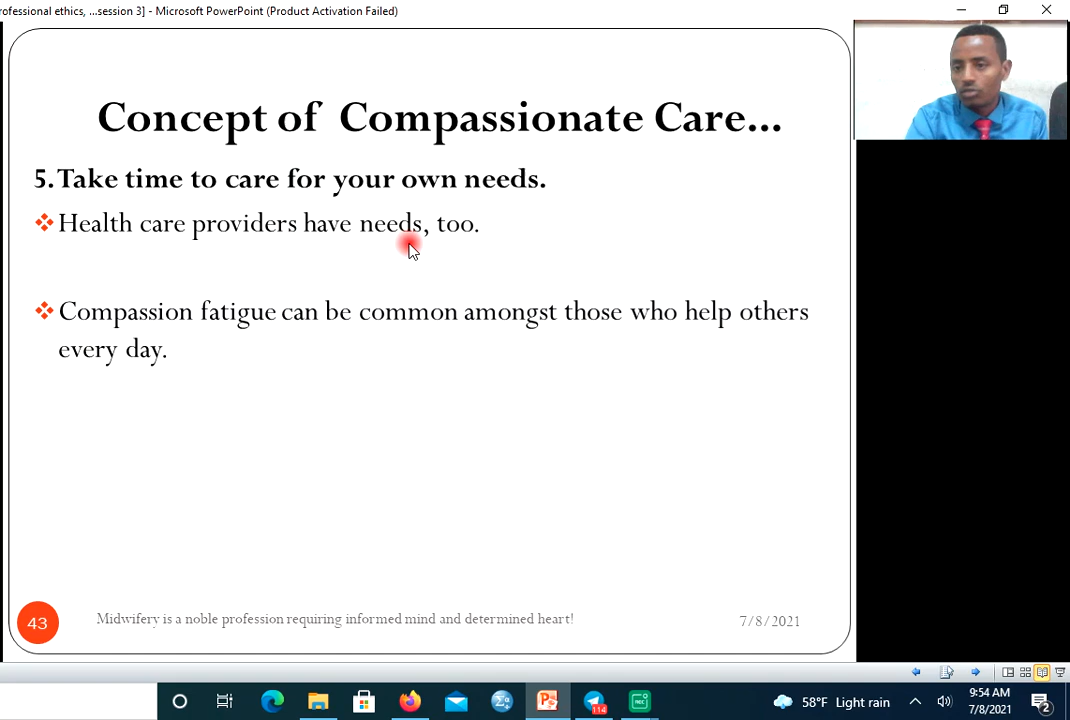 rofessional ethics, ...session 3] - Microsoft PowerPoint (Product Activation Failed)
Concept of Compassionate Care...
5. Take time to care for your own needs.
Health care providers have needs, too.
Compassion fatigue can be common amongst those who help others
every day.
43
Midwifery is a noble profession requiring informed mind and determined heart!
7/8/2021
114
REC
58°F Light rain
9:54 AM
7/8/2021
2